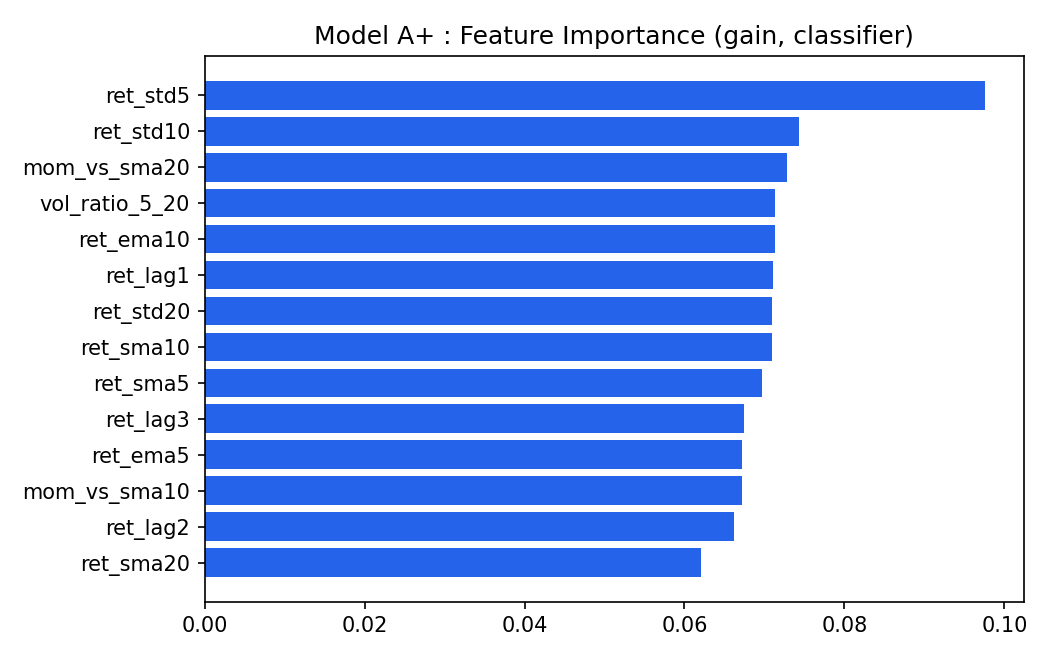 Model A+ : Feature Importance (gain, classifier)
ret_std5
ret_std10
mom_vs_sma20
vol_ratio_5_20
ret_ema10
ret_lag1
ret_std20
ret_sma10
ret_sma5
ret_lag3
ret_ema5
mom_vs_sma10
ret_lag2
ret_sma20
0.00 0.02 0.04 0.06 0.08 0.10